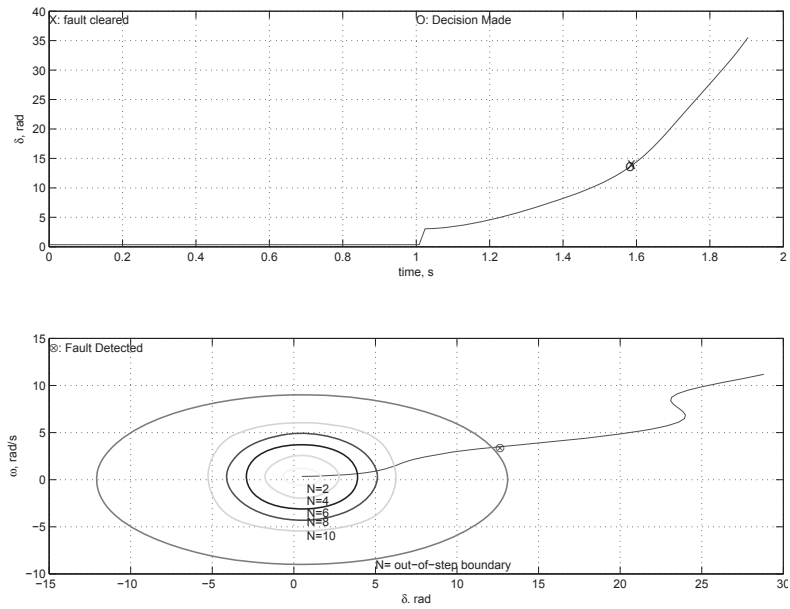 X: fault cleared
O: Decision Made
40
35
30
25
20
15
10
5
0
δ, rad
0 0.2 0.4 0.6 0.8 1 1.2 1.4 1.6 1.8 2
time, s
⊗: Fault Detected
15
10
5
0
−5
−10
ω, rad/s
N=2
N=4
N=6
N=8
N=10
N= out−of−step boundary
−15 −10 −5 0 5 10 15 20 25 30
δ, rad